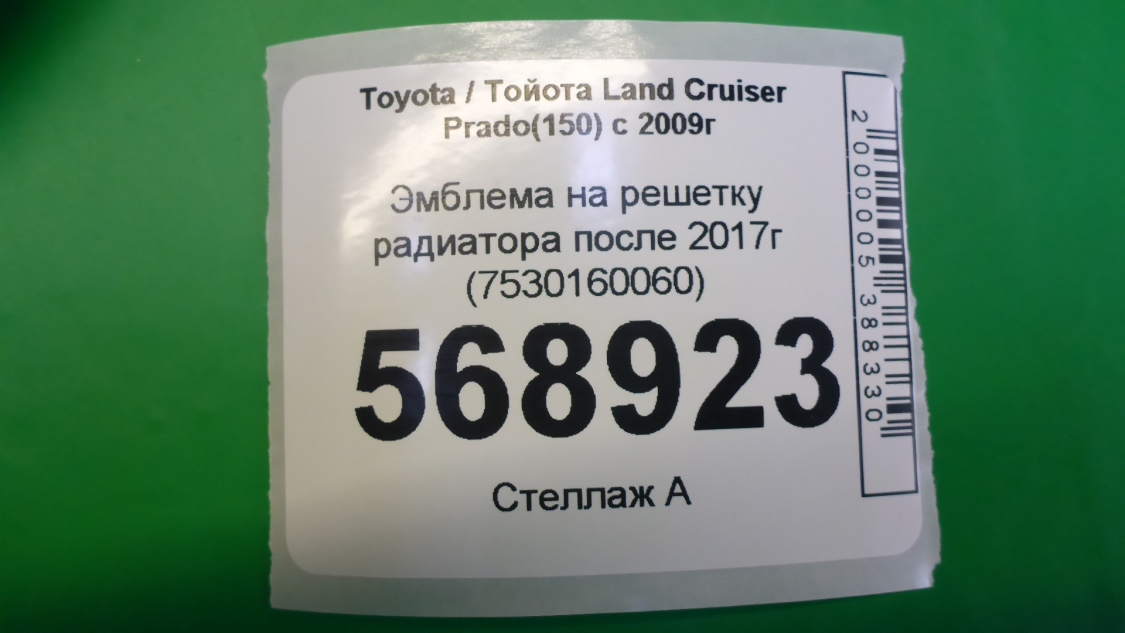 Toyota / Тойота Land Cruiser
Prado(150) с 2009г
Эмблема на решетку
радиатора после 2017г
(7530160060)
568923
Стеллаж А
2000005388330